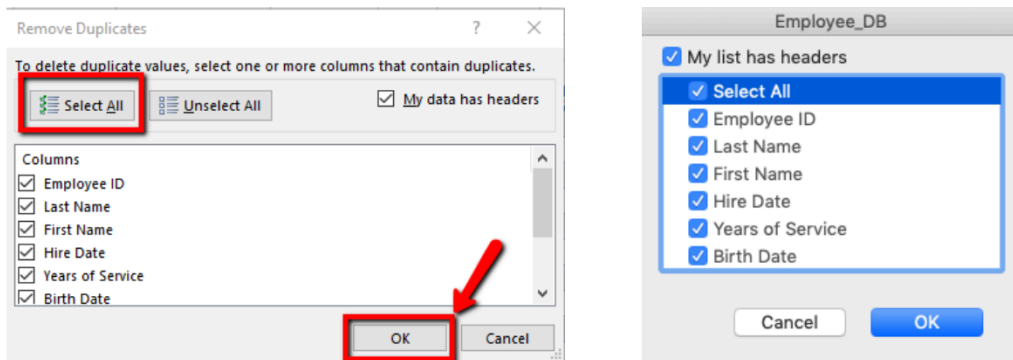 Remove Duplicates
To delete duplicate values, select one or more columns that contain duplicates.
Select All
Unselect All
My data has headers
Columns
Employee ID
Last Name
First Name
Hire Date
Years of Service
Birth Date
OK
Cancel
Employee_DB
My list has headers
Select All
Employee ID
Last Name
First Name
Hire Date
Years of Service
Birth Date
Cancel
OK